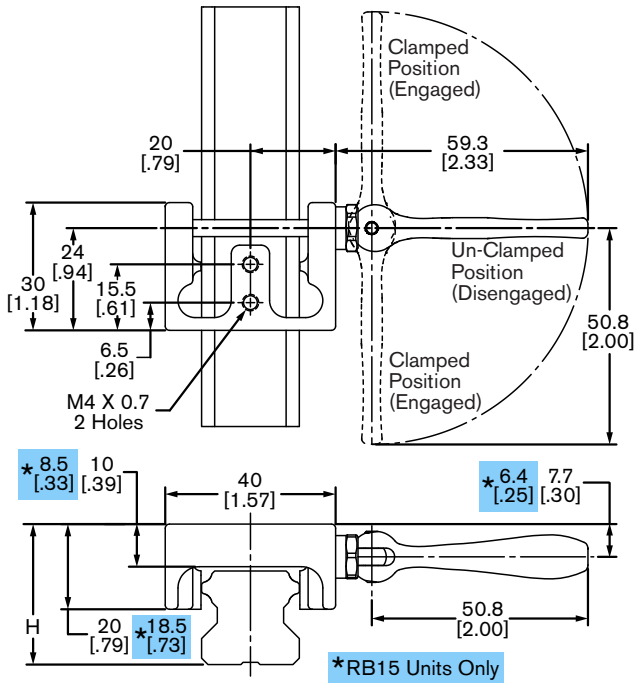 Clamped
Position
(Engaged)
20
[.79]
59.3
[2.33]
24
[.94]
30
[1.18]
15.5
[.61]
Un-Clamped
Position
(Disengaged)
6.5
[.26]
50.8
[2.00]
Clamped
Position
(Engaged)
M4 X 0.7
2 Holes
*8.5
[.33]
10
[.39]
40
[1.57]
*6.4
[.25]
7.7
[.30]
H
20
[.79]
*18.5
[.73]
50.8
[2.00]
*RB15 Units Only